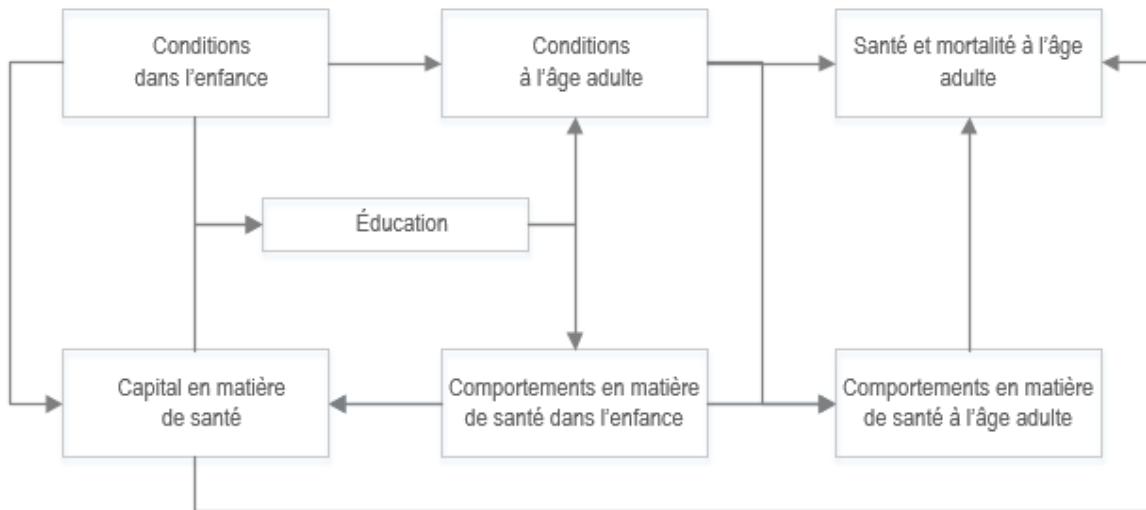 Conditions
dans l'enfance
Conditions
à l'âge adulte
Santé et mortalité à l'âge
adulte
Éducation
Capital en matière
de santé
Comportements en matière
de santé dans l'enfance
Comportements en matière
de santé à l'âge adulte